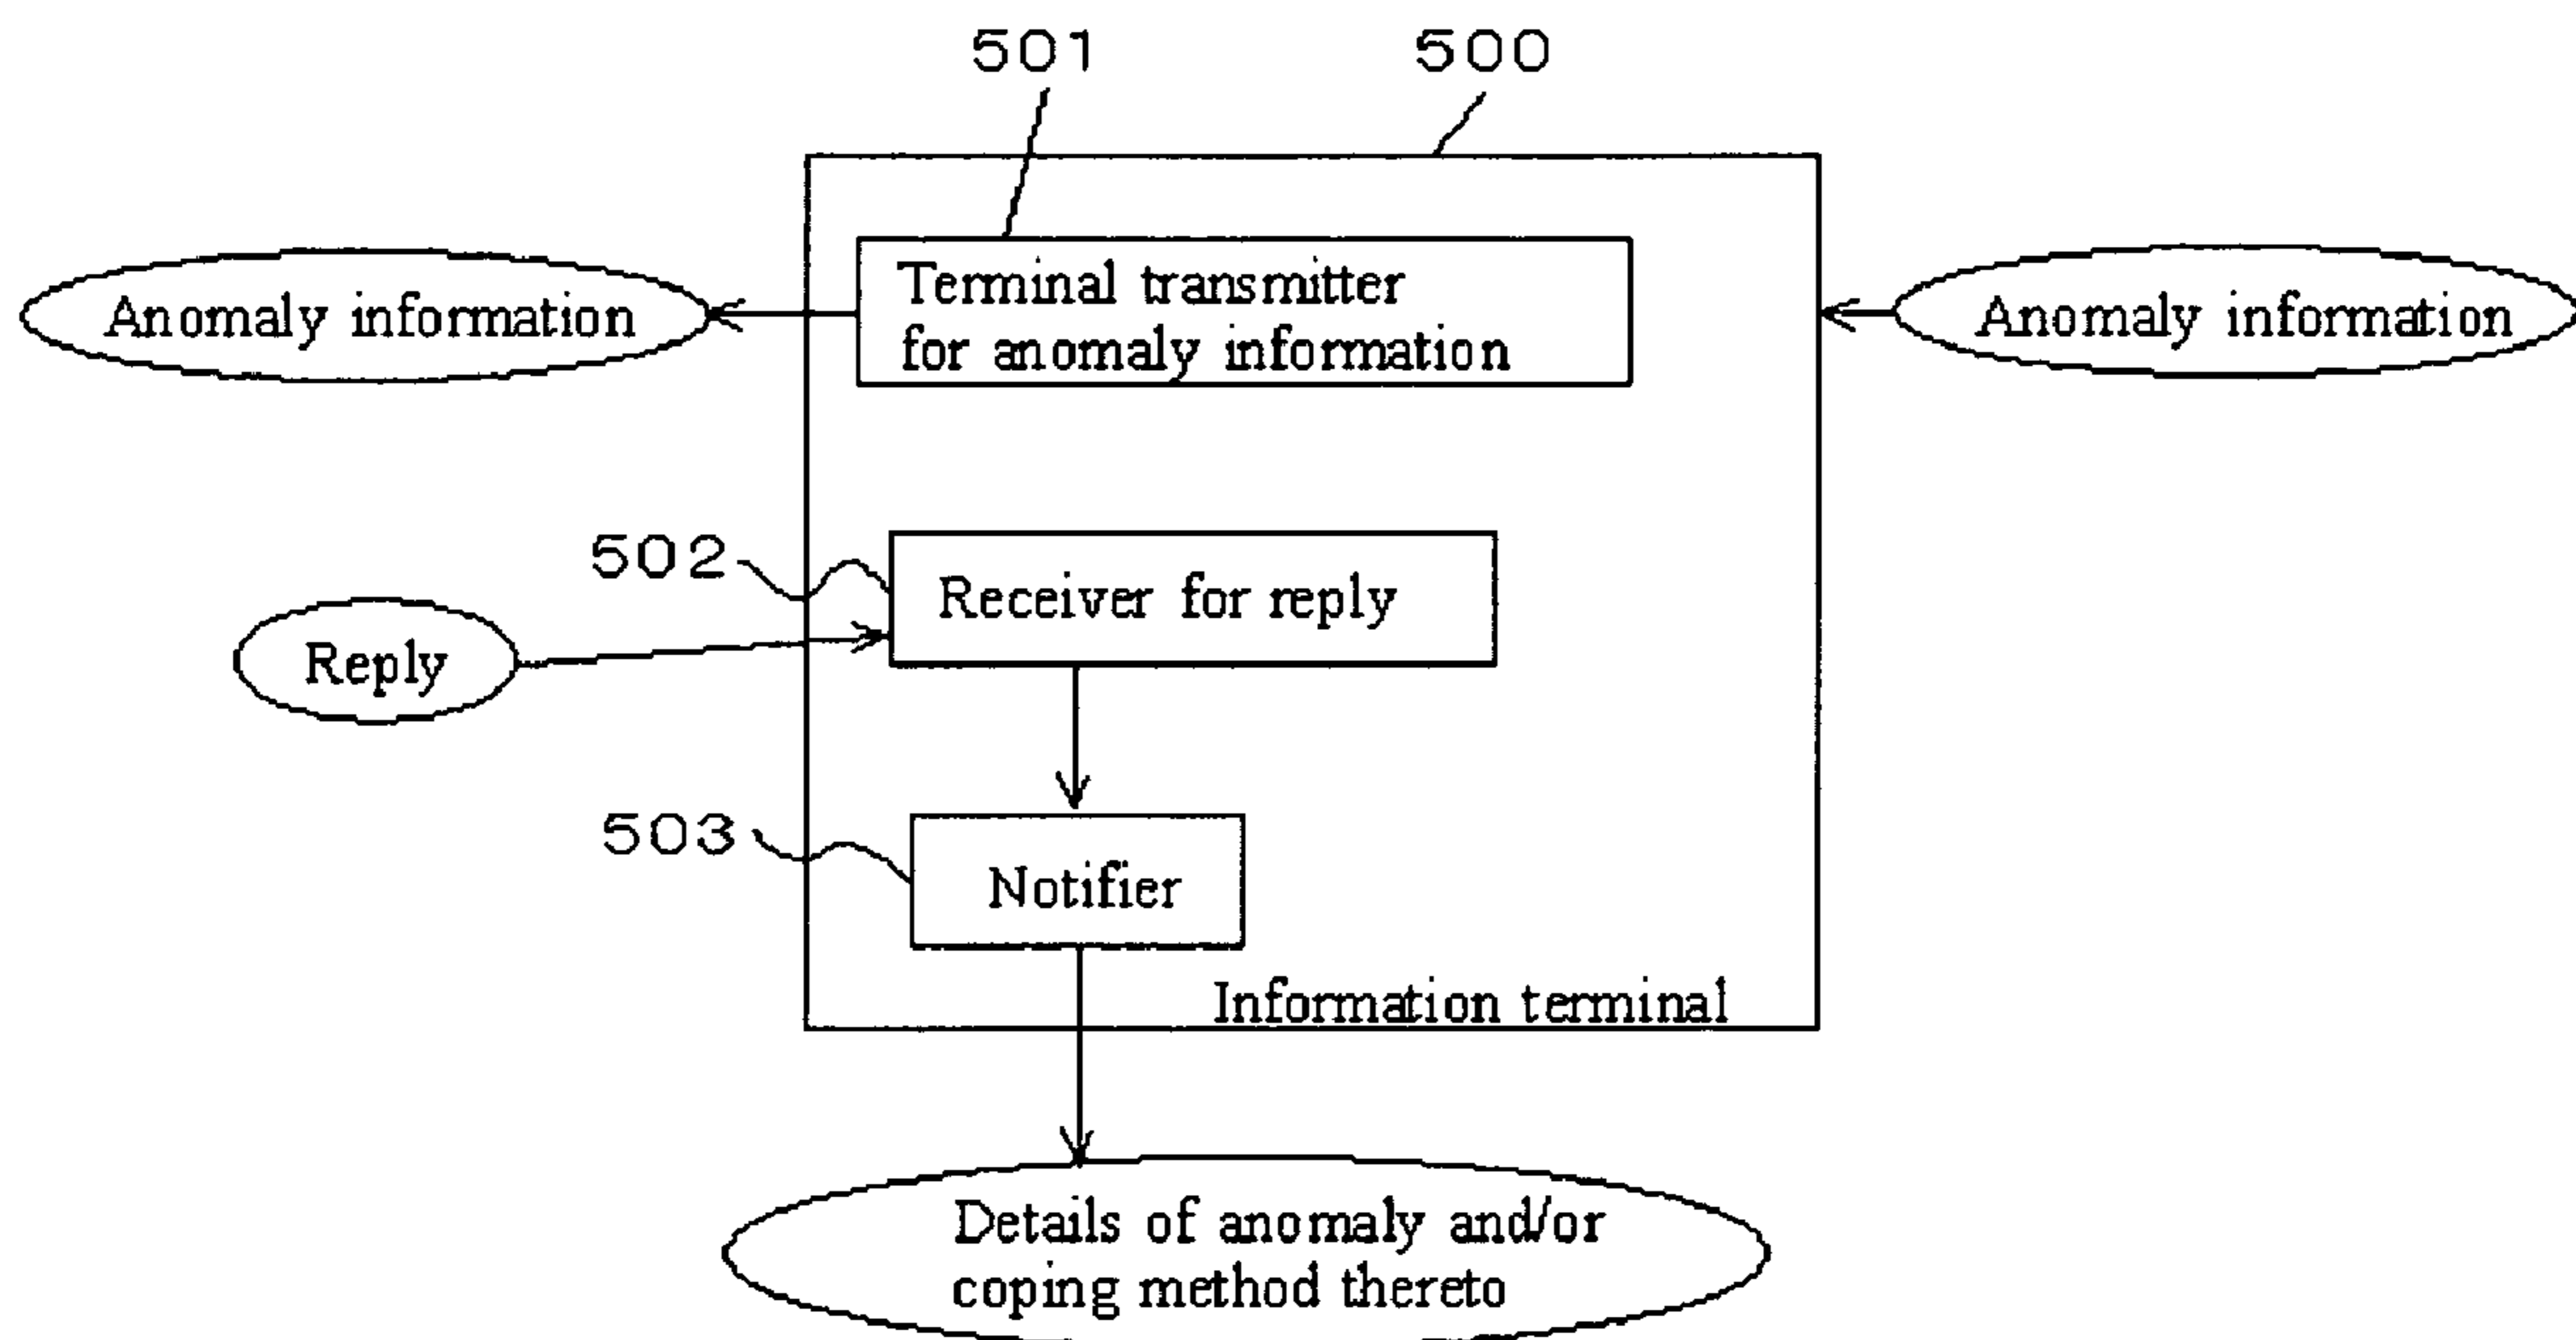 501
500
Terminal transmitter
for anomaly information
Anomaly information
Anomaly information
502
Receiver for reply
Reply
503
Notifier
Information terminal
Details of anomaly and/or
coping method thereto